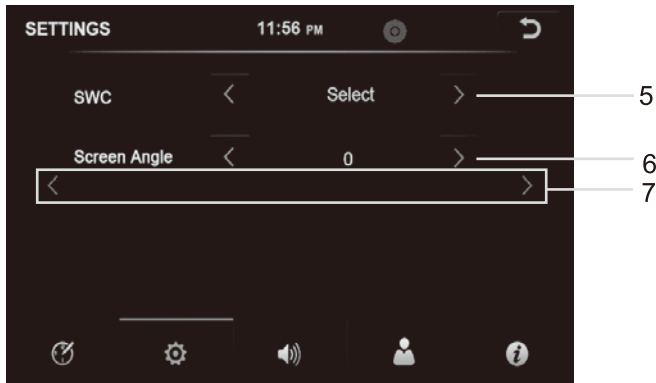 SETTINGS 11:56 PM
SWC < Select > 5
Screen Angle < 0 > 6
< > 7
i